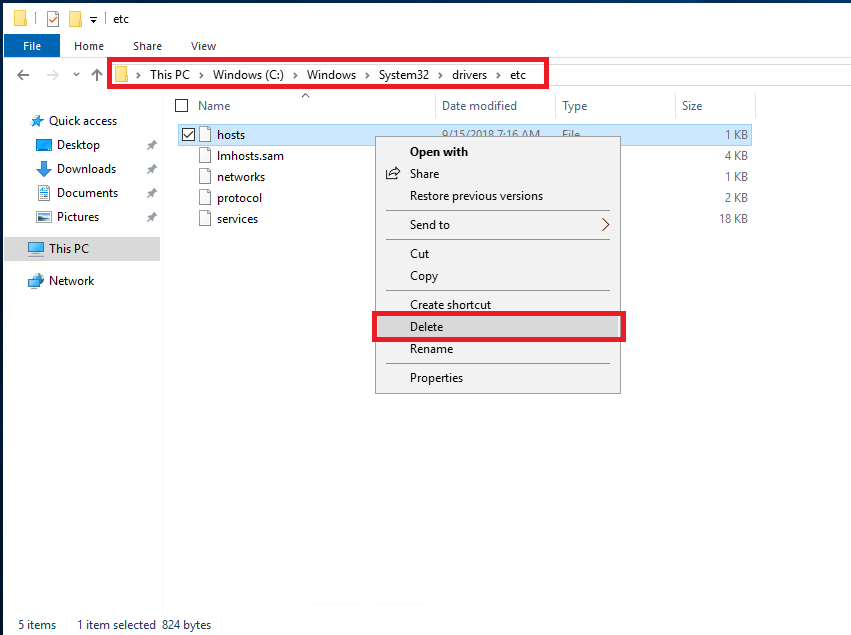 etc
File Home Share View
This PC Windows (C:) Windows System32 drivers etc
Name Date modified Type Size
Quick access
Desktop
Downloads
Documents
Pictures
This PC
Network
hosts 9/15/2018 7:16 AM File 1 KB
lmhosts.sam 4 KB
networks 1 KB
protocol 2 KB
services 18 KB
Open with
Share
Restore previous versions
Send to
Cut
Copy
Create shortcut
Delete
Rename
Properties
5 items 1 item selected 824 bytes